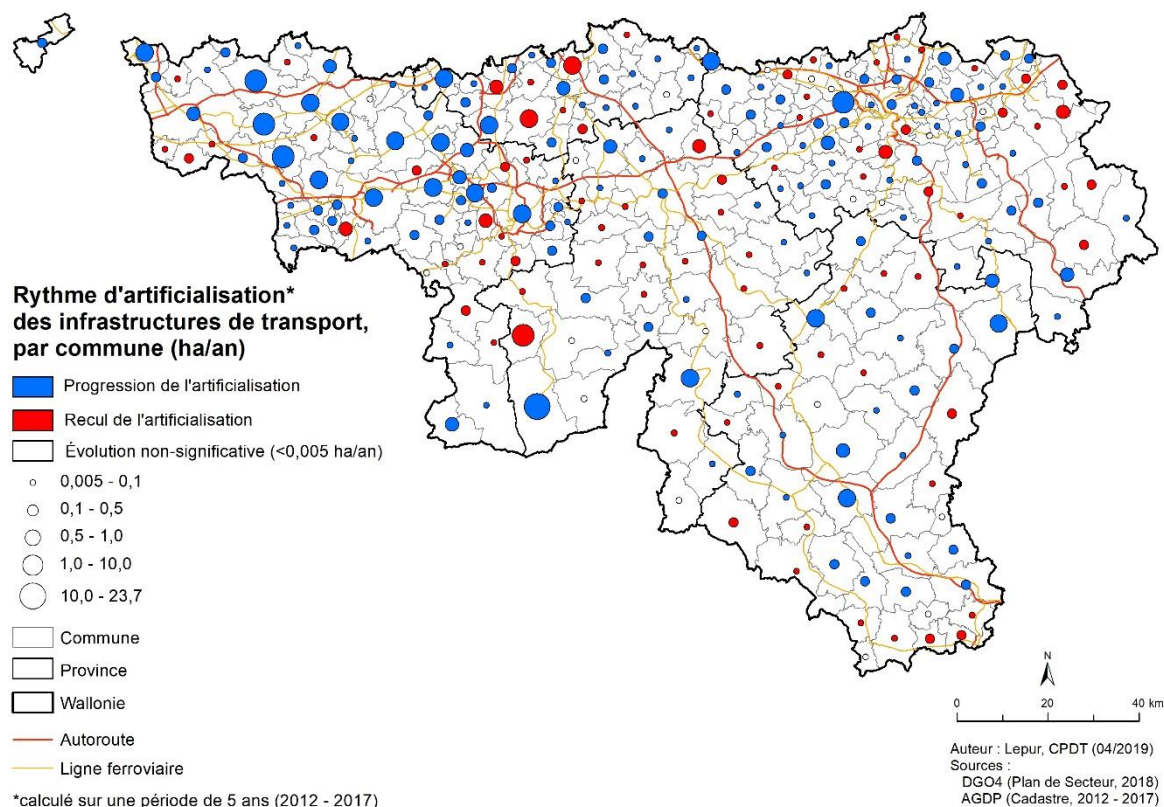 Rythme d'artificialisation*
des infrastructures de transport,
par commune (ha/an)
Progression de l'artificialisation
Recul de l'artificialisation
Évolution non-significative (<0,005 ha/an)
0,005 - 0,1
0,1 - 0,5
0,5 - 1,0
1,0 - 10,0
10,0 - 23,7
Commune
Province
Wallonie
Autoroute
Ligne ferroviaire
*calculé sur une période de 5 ans (2012 - 2017)
N
0 20 40 km
Auteur : Lepur, CPDT (04/2019)
Sources :
DGO4 (Plan de Secteur, 2018)
AGDP (Cadastre, 2012 - 2017)